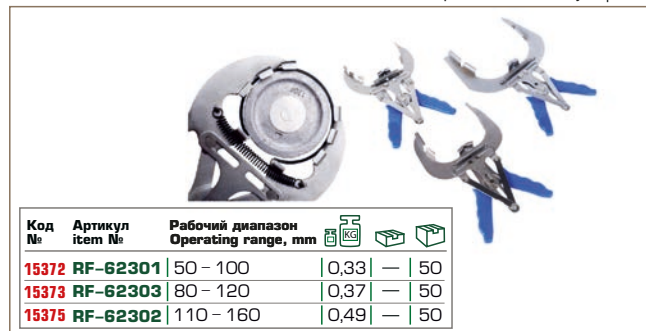 Код Артикул Рабочий диапазон
№ item № Operating range, mm KG
15372 RF-62301 50 – 100 0,33 — 50
15373 RF-62303 80 – 120 0,37 — 50
15375 RF-62302 110 – 160 0,49 — 50